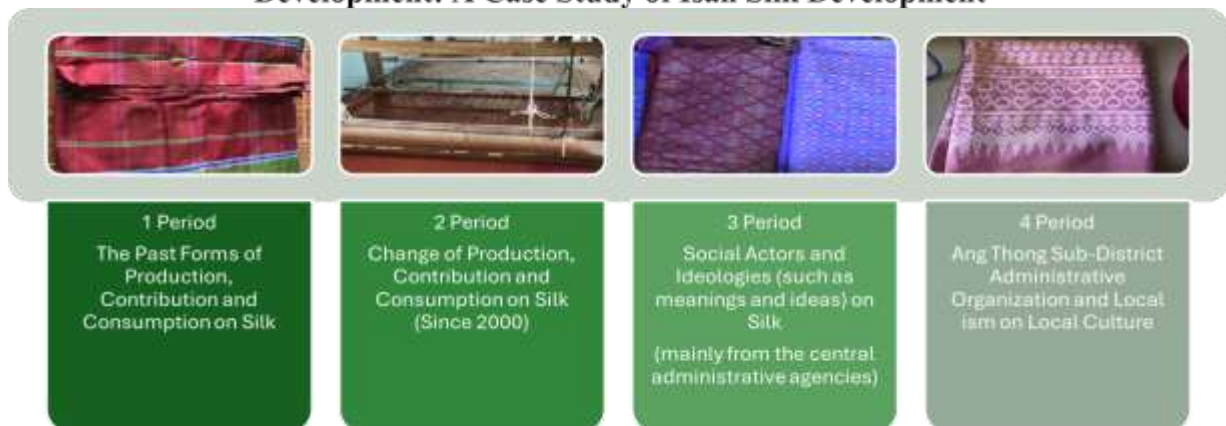 Development: A Case Study of Isan Silk Development
1 Period
The Past Forms of
Production,
Contribution and
Consumption on Silk
2 Period
Change of Production,
Contribution and
Consumption on Silk
(Since 2000)
3 Period
Social Actors and
Ideologies (such as
meanings and ideas) on
Silk
(mainly from the central
administrative agencies)
4 Period
Ang Thong Sub-District
Administrative
Organization and Local
ism on Local Culture